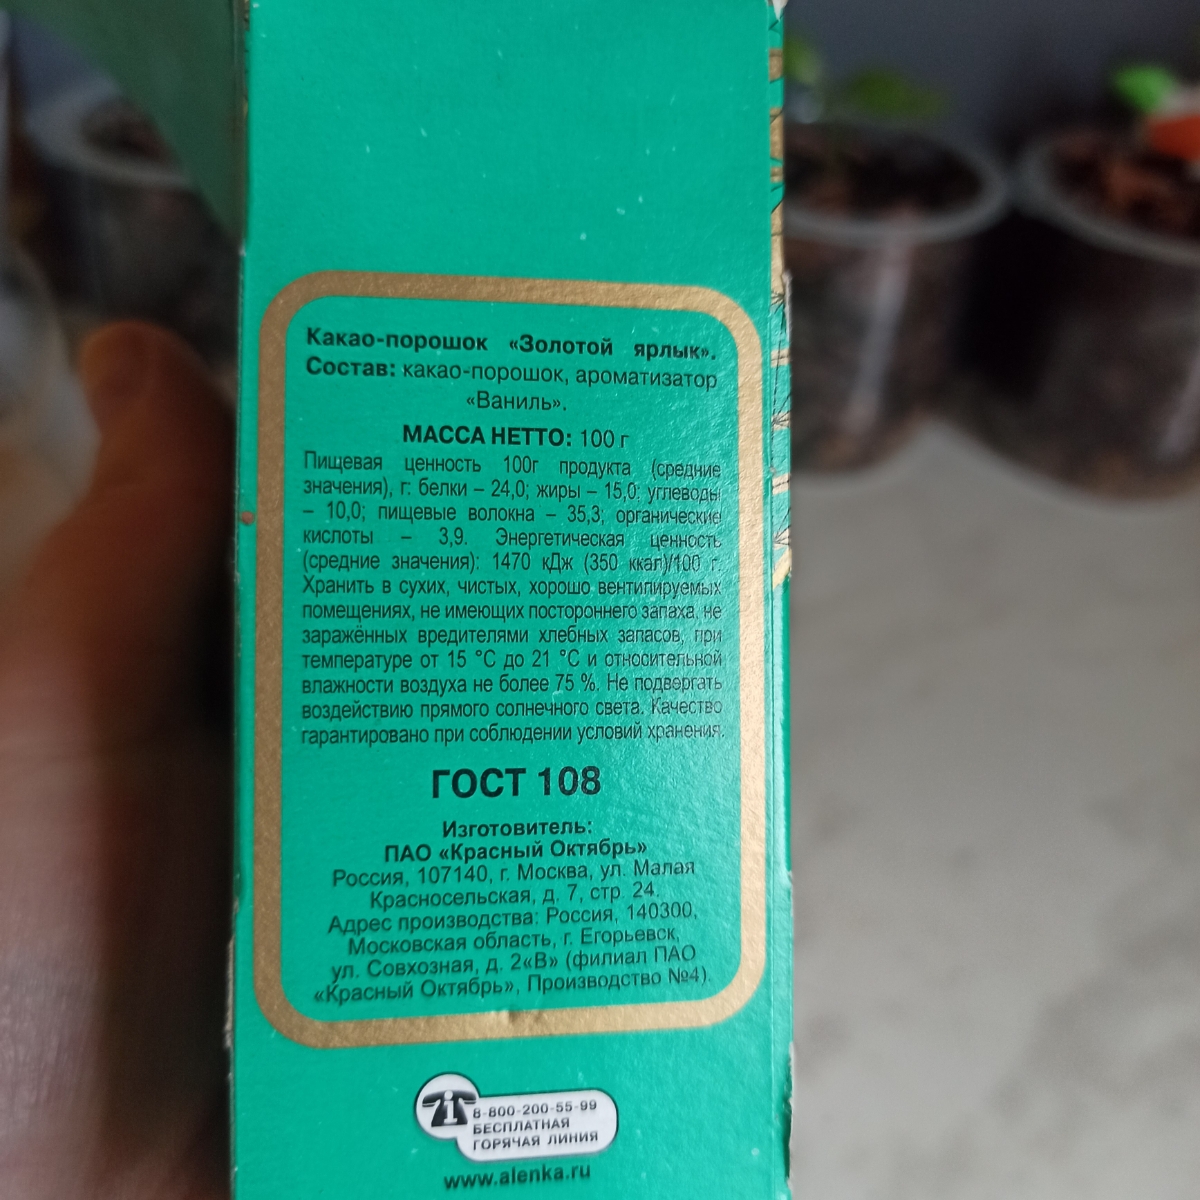 Какао-порошок «Золотой ярлык».
Состав: какао-порошок, ароматизатор
«Ваниль».
МАССА НЕТТО: 100 г
Пищевая ценность 100г продукта (средние
значения), г: белки – 24,0; жиры – 15,0; углеводы
– 10,0; пищевые волокна – 35,3; органические
кислоты – 3,9. Энергетическая ценность
(средние значения): 1470 кДж (350 ккал)/100 г.
Хранить в сухих, чистых, хорошо вентилируемых
помещениях, не имеющих постороннего запаха, не
заражённых вредителями хлебных запасов, при
температуре от 15 °С до 21 °С и относительной
влажности воздуха не более 75 %. Не подвергать
воздействию прямого солнечного света. Качество
гарантировано при соблюдении условий хранения.
ГОСТ 108
Изготовитель:
ПАО «Красный Октябрь»
Россия, 107140, г. Москва, ул. Малая
Красносельская, д. 7, стр. 24.
Адрес производства: Россия, 140300,
Московская область, г. Егорьевск,
ул. Совхозная, д. 2«В» (филиал ПАО
«Красный Октябрь», Производство №4).
8-800-200-55-99
БЕСПЛАТНАЯ
ГОРЯЧАЯ ЛИНИЯ
www.alenka.ru